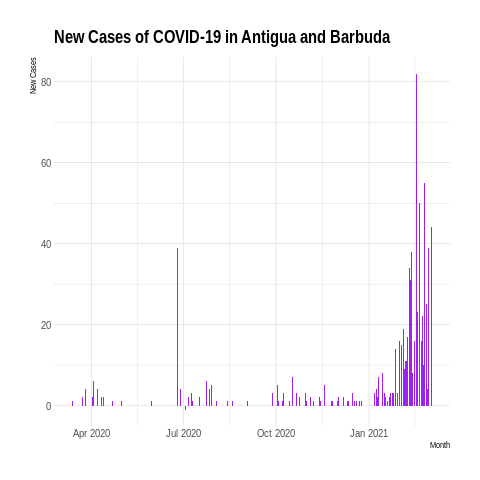 New Cases of COVID-19 in Antigua and Barbuda
New Cases
80
60
40
20
0
Apr 2020 Jul 2020 Oct 2020 Jan 2021
Month